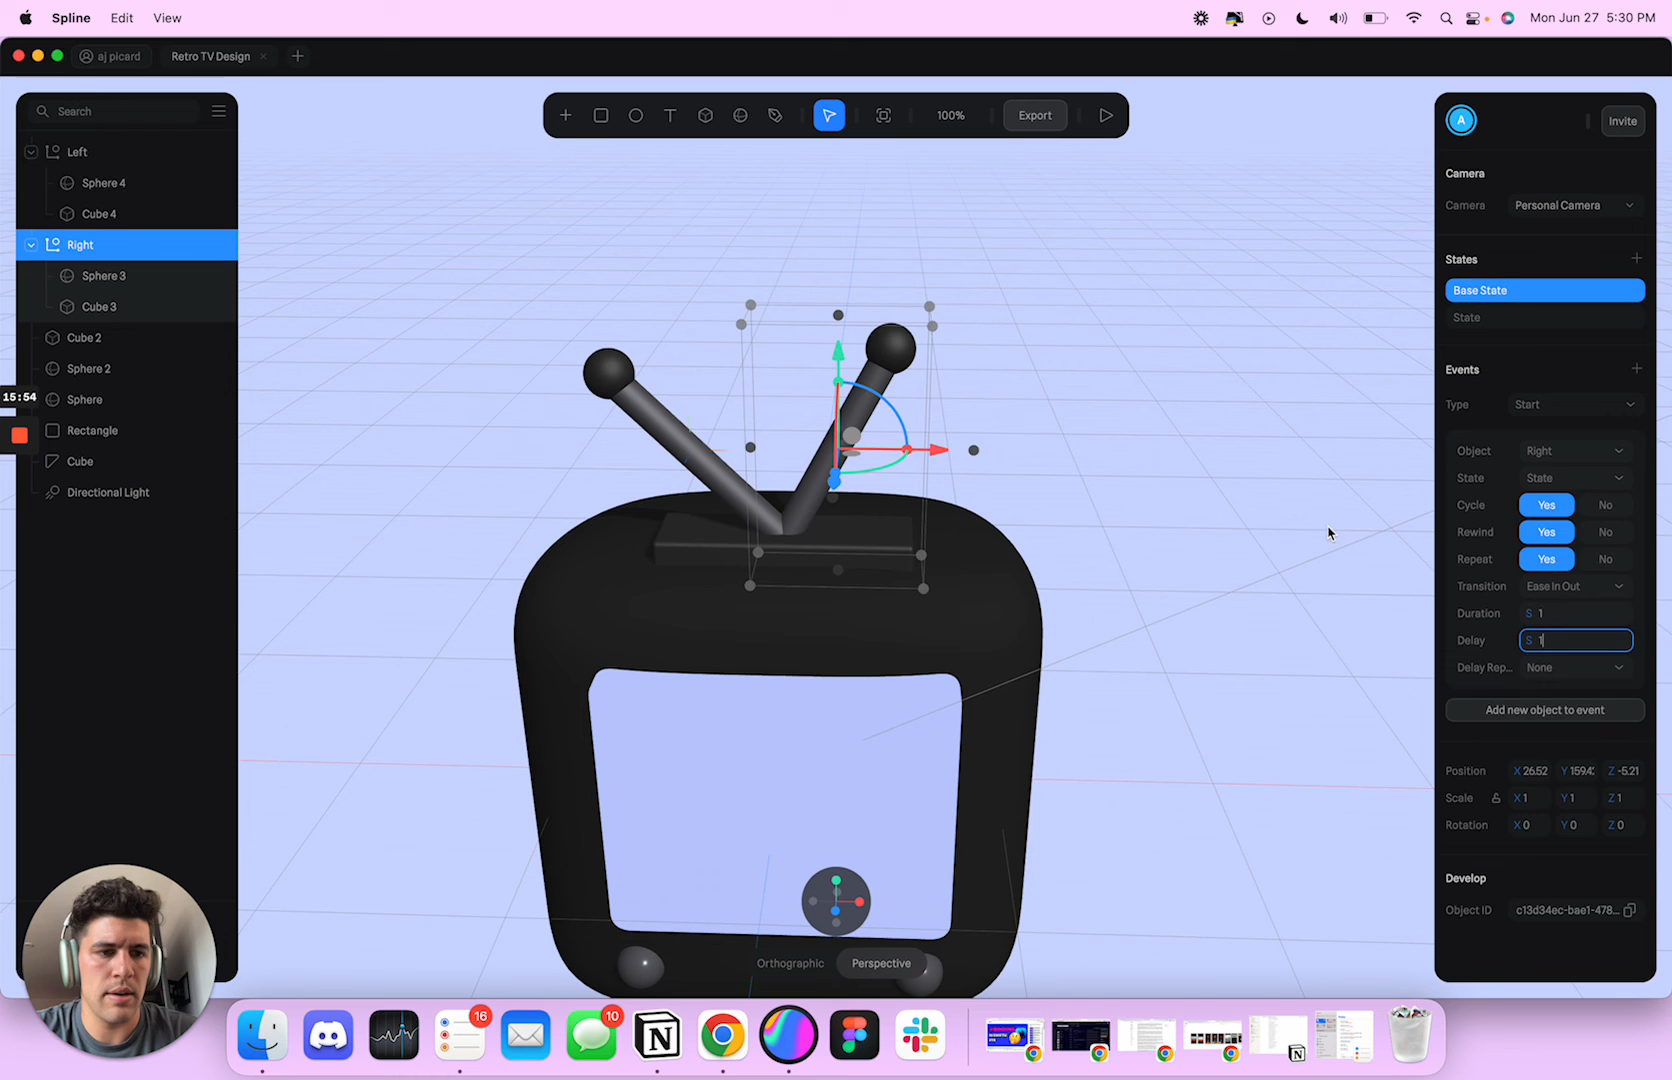 Spline Edit View
Mon Jun 27 5:30 PM
aj picard
Retro TV Design
Search
Left
Sphere 4
Cube 4
Right
Sphere 3
Cube 3
Cube 2
Sphere 2
Sphere
Rectangle
Cube
Directional Light
15:54
T
100%
Export
Orthographic
Perspective
A
Invite
Camera
Camera Personal Camera
States
Base State
State
Events
Type Start
Object Right
State State
Cycle Yes No
Rewind Yes No
Repeat Yes No
Transition Ease In Out
Duration S 1
Delay S 1
Delay Rep... None
Add new object to event
Position X 26.52 Y 159.4 Z -5.21
Scale X 1 Y 1 Z 1
Rotation X 0 Y 0 Z 0
Develop
Object ID c13d34ec-bae1-478...
16
10